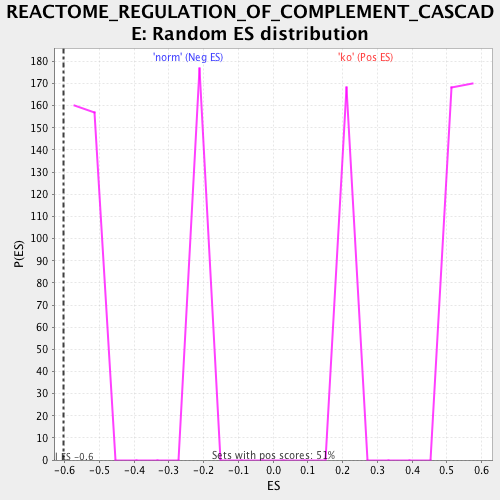 REACTOME_REGULATION_OF_COMPLEMENT_CASCAD
E: Random ES distribution
'norm' (Neg ES) 'ko' (Pos ES)
180
170
160
150
140
130
120
110
100
90
80
70
60
50
40
30
20
10
0
P(ES)
ES -0.6
Sets with pos scores: 51%
-0.6 -0.5 -0.4 -0.3 -0.2 -0.1 0.0 0.1 0.2 0.3 0.4 0.5 0.6
ES